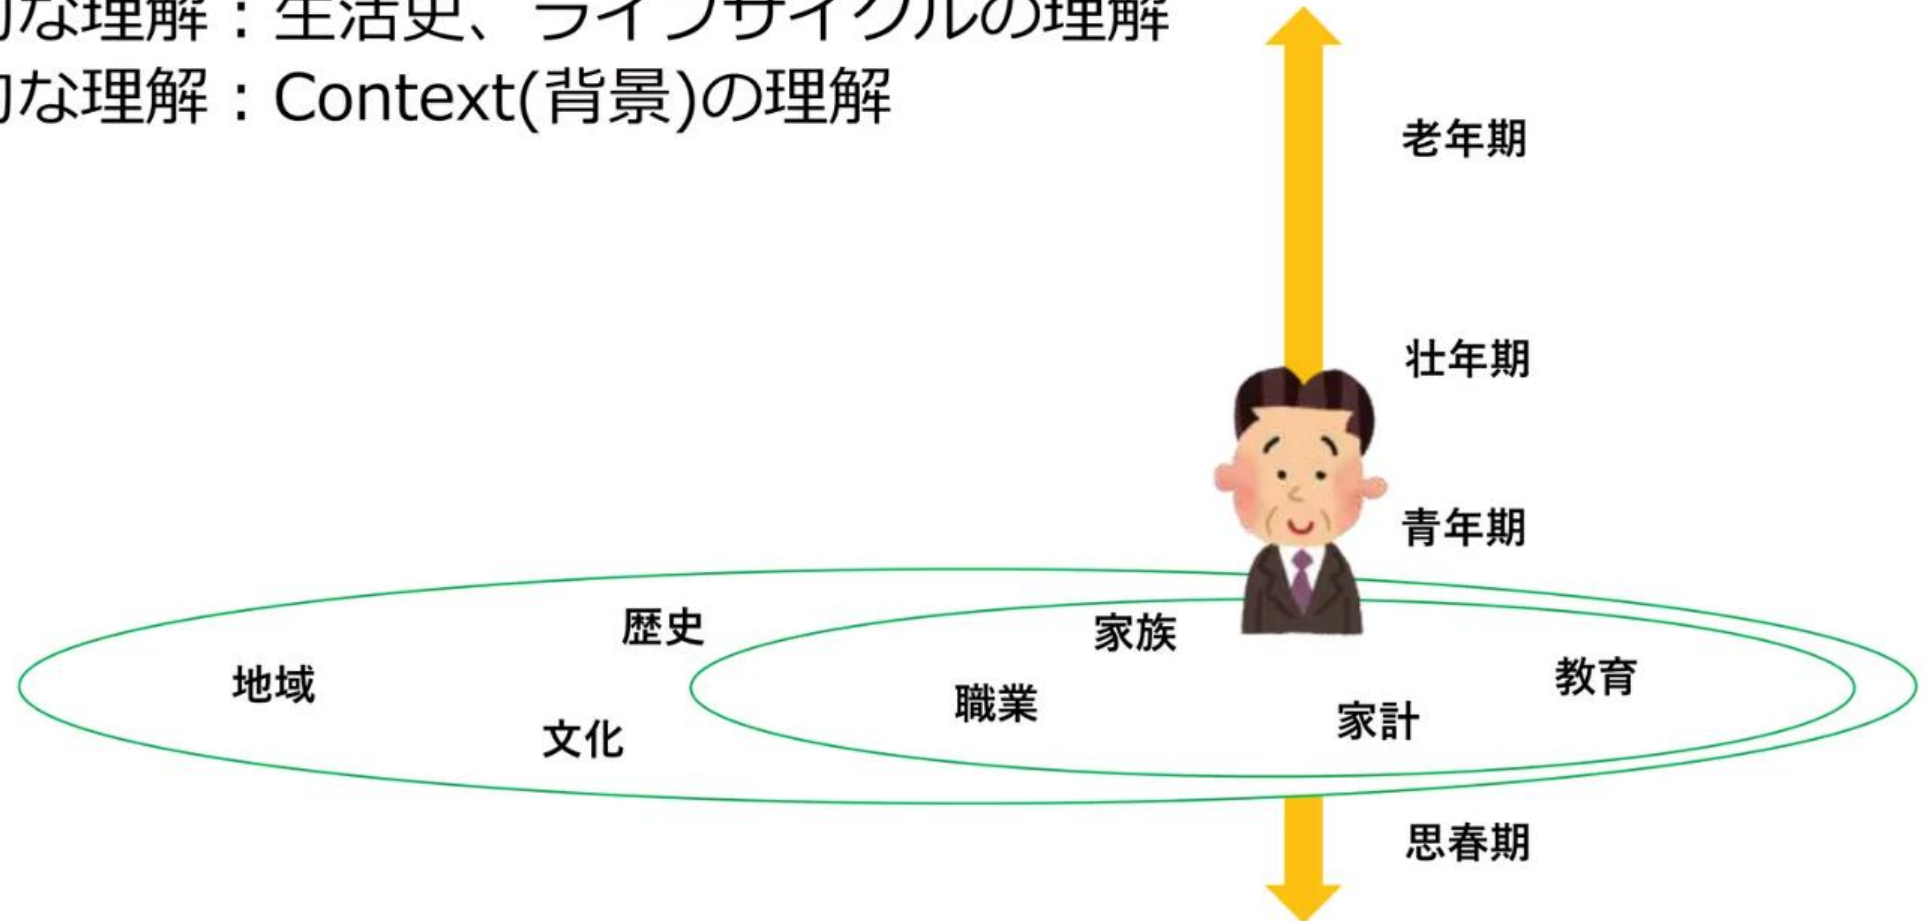 的な理解：生活史、ライフサイクルの理解
的な理解：Context(背景)の理解
老年期
壮年期
青年期
歴史
家族
地域
教育
職業
家計
文化
思春期